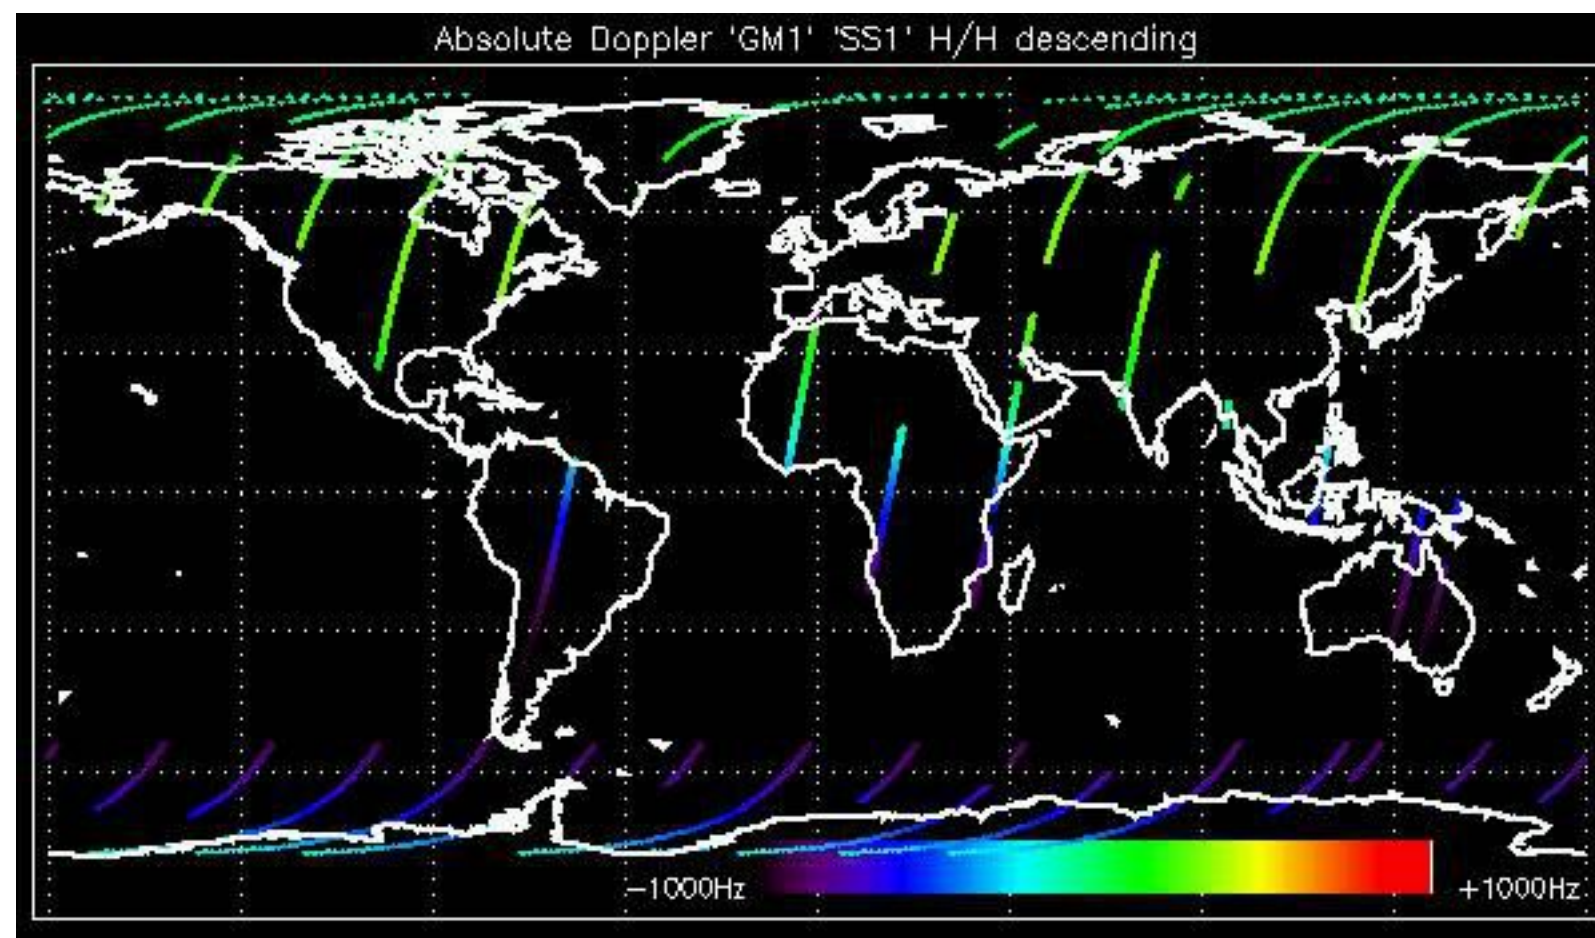 Absolute Doppler 'GM1' 'SS1' H/H descending
-1000Hz +1000Hz